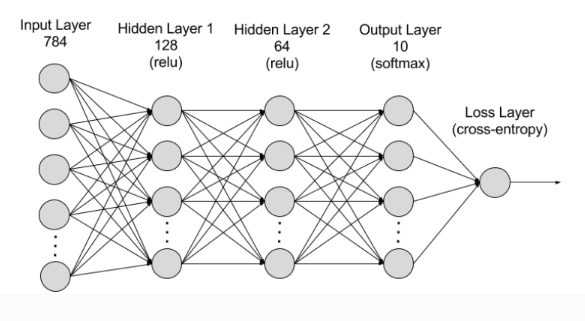 Input Layer
784
Hidden Layer 1
128
(relu)
Hidden Layer 2
64
(relu)
Output Layer
10
(softmax)
Loss Layer
(cross-entropy)